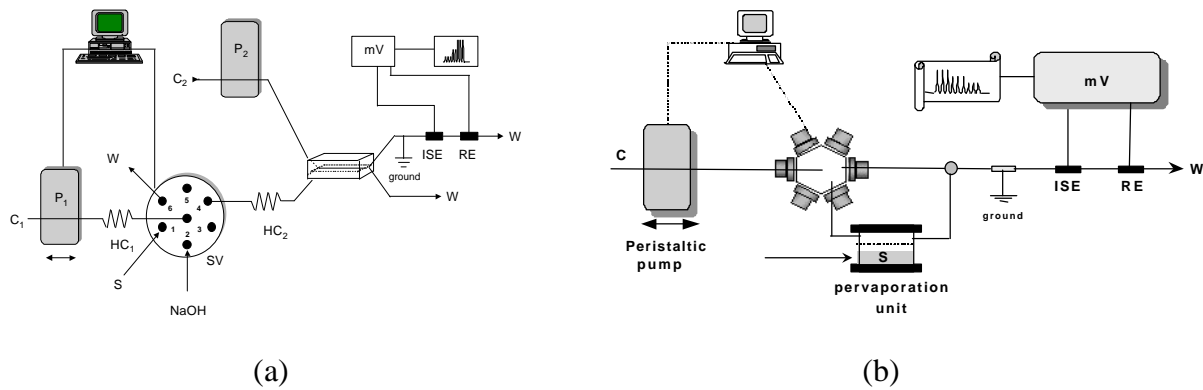 P2
mV
C2
W
P1
6
5
4
1
2
3
C1
HC1
HC2
S
SV
NaOH
ground
ISE
RE
W
W
(a)
C
Peristaltic
pump
mV
S
pervaporation
unit
ground
ISE
RE
W
(b)